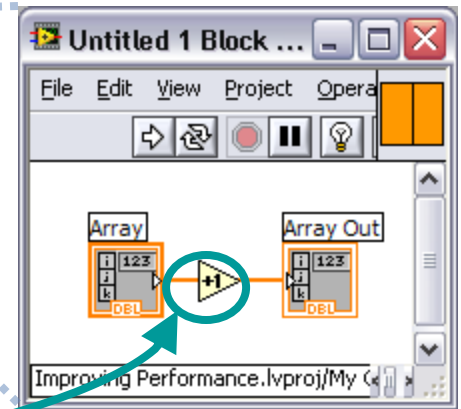 Untitled 1 Block ...
File Edit View Project Opera
Array
Array Out
i 123
j
k
DBL
+1
i 123
j
k
DBL
Improving Performance.lvproj/My